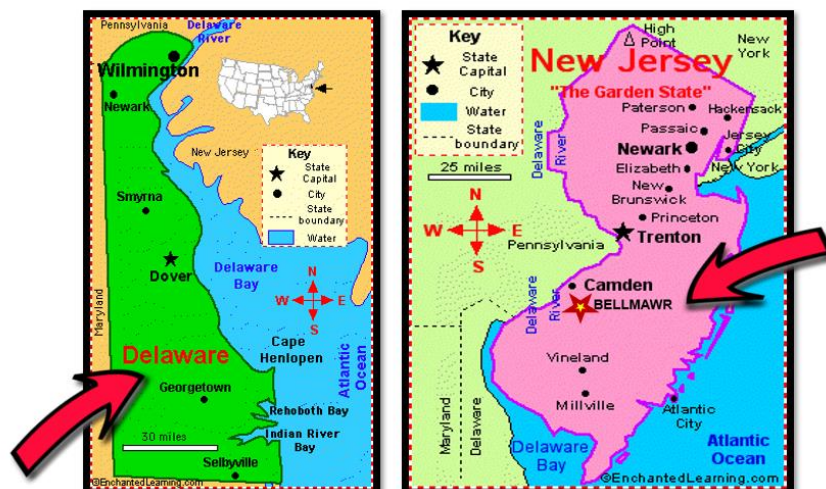 Pennsylvania
Delaware
River
Wilmington
Newark
New Jersey
Key
State
Capital
City
State
boundary
Water
Smyrna
Dover
Delaware
Bay
N
W E
S
Maryland
Cape
Henlopen
Delaware
Atlantic
Ocean
Georgetown
Rehoboth Bay
30 miles
Indian River
Bay
Selbyville
©EnchantedLearning.com
Key
State
Capital
City
Water
State
boundary
25 miles
High
Point
New
York
New Jersey
"The Garden State"
Paterson
Hackensack
Passaic
Jersey
City
Newark
New York
Elizabeth
New
Brunswick
Princeton
Trenton
Delaware
River
N
W E
S
Pennsylvania
Delaware
River
Camden
BELLMAWR
Vineland
Millville
Atlantic
City
Maryland
Delaware
Delaware
Bay
Atlantic
Ocean
©EnchantedLearning.com